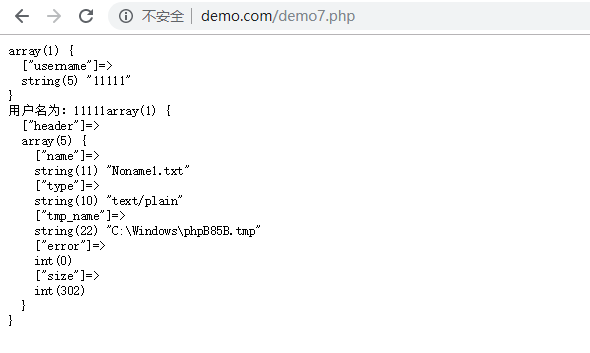 不安全 | demo.com/demo7.php
array(1) {
  ["username"]=>
  string(5) "11111"
}
用户名为：11111array(1) {
  ["header"]=>
  array(5) {
    ["name"]=>
    string(11) "Noname1.txt"
    ["type"]=>
    string(10) "text/plain"
    ["tmp_name"]=>
    string(22) "C:\Windows\phpB85B.tmp"
    ["error"]=>
    int(0)
    ["size"]=>
    int(302)
  }
}